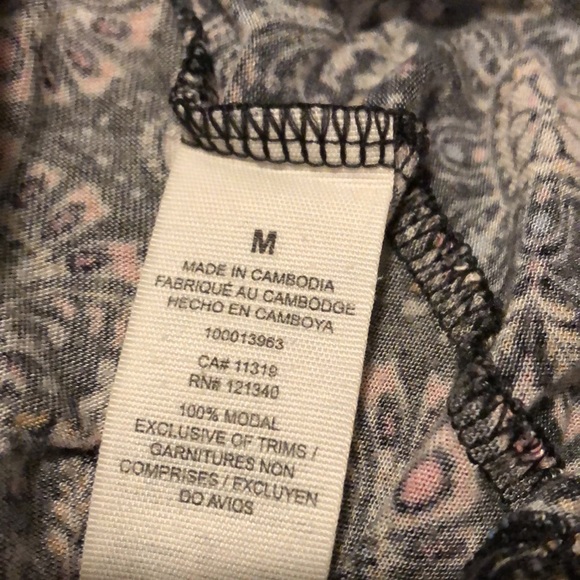 M
MADE IN CAMBODIA
FABRIQUÉ AU CAMBODGE
HECHO EN CAMBOYA
100013963
CA# 11319
RN# 121340
100% MODAL
EXCLUSIVE OF TRIMS /
GARNITURES NON
COMPRISES / EXCLUYEN
DO AVIOS